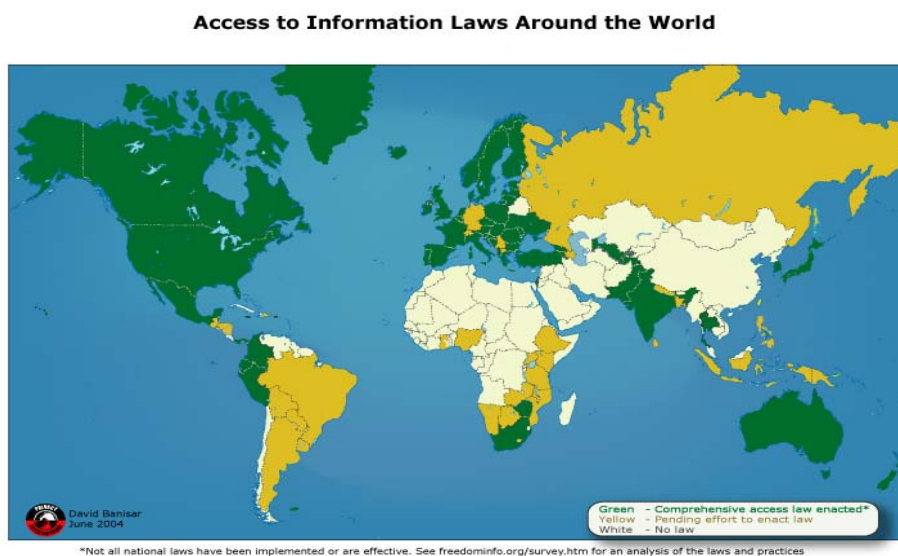 Access to Information Laws Around the World
PRIVACY
David Banisar
June 2004
Green - Comprehensive access law enacted*
Yellow - Pending effort to enact law
White - No law
*Not all national laws have been implemented or are effective. See freedominfo.org/survey.htm for an analysis of the laws and practices